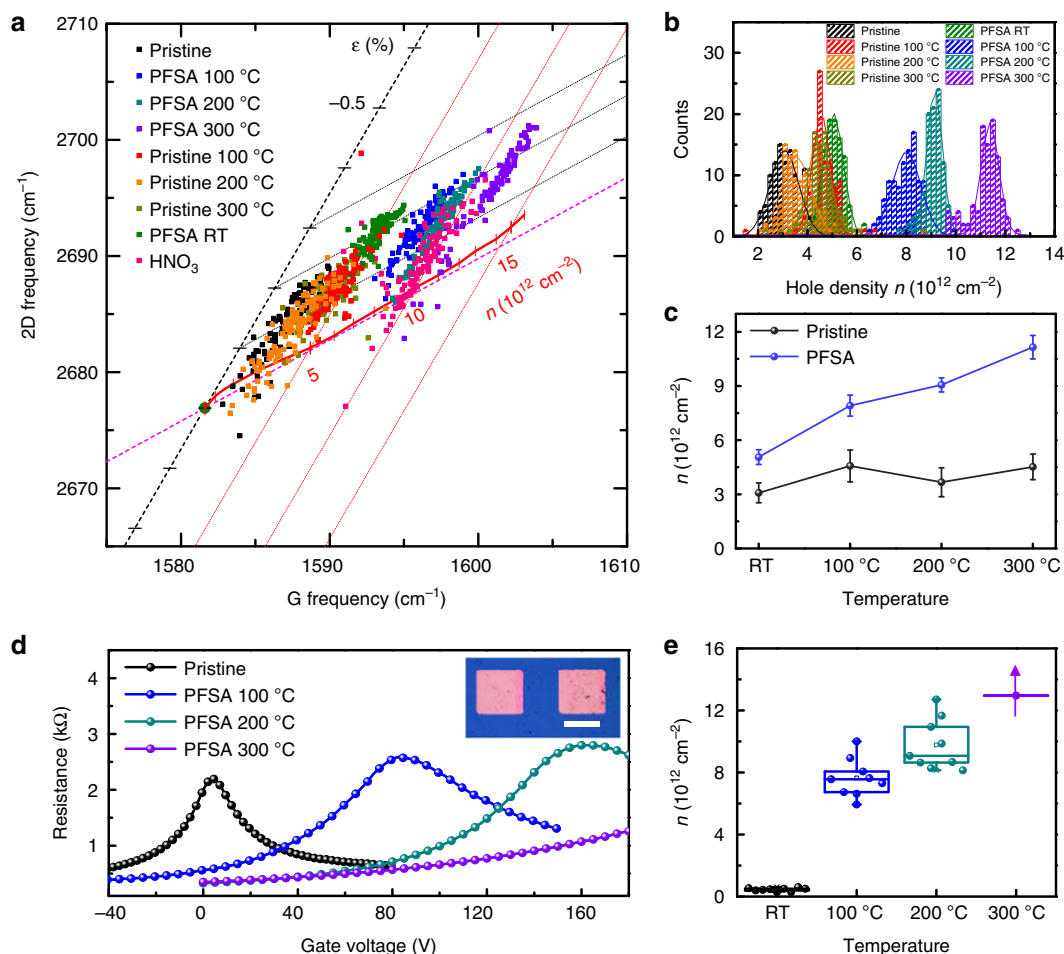 a
2710
2700
2690
2680
2670
2D frequency (cm⁻¹)
1580
1590
1600
1610
G frequency (cm⁻¹)
Pristine
PFSA 100 °C
PFSA 200 °C
PFSA 300 °C
Pristine 100 °C
Pristine 200 °C
Pristine 300 °C
PFSA RT
HNO₃
ε (%)
–0.5
5
10
15
n (10¹² cm⁻²)
b
30
20
10
0
Counts
Pristine
Pristine 100 °C
Pristine 200 °C
Pristine 300 °C
PFSA RT
PFSA 100 °C
PFSA 200 °C
PFSA 300 °C
2
4
6
8
10
12
14
Hole density n (10¹² cm⁻²)
c
12
9
6
3
0
n (10¹² cm⁻²)
Pristine
PFSA
RT
100 °C
200 °C
300 °C
Temperature
d
4
3
2
1
Resistance (kΩ)
Pristine
PFSA 100 °C
PFSA 200 °C
PFSA 300 °C
–40
0
40
80
120
160
Gate voltage (V)
e
16
12
8
4
0
n (10¹² cm⁻²)
RT
100 °C
200 °C
300 °C
Temperature